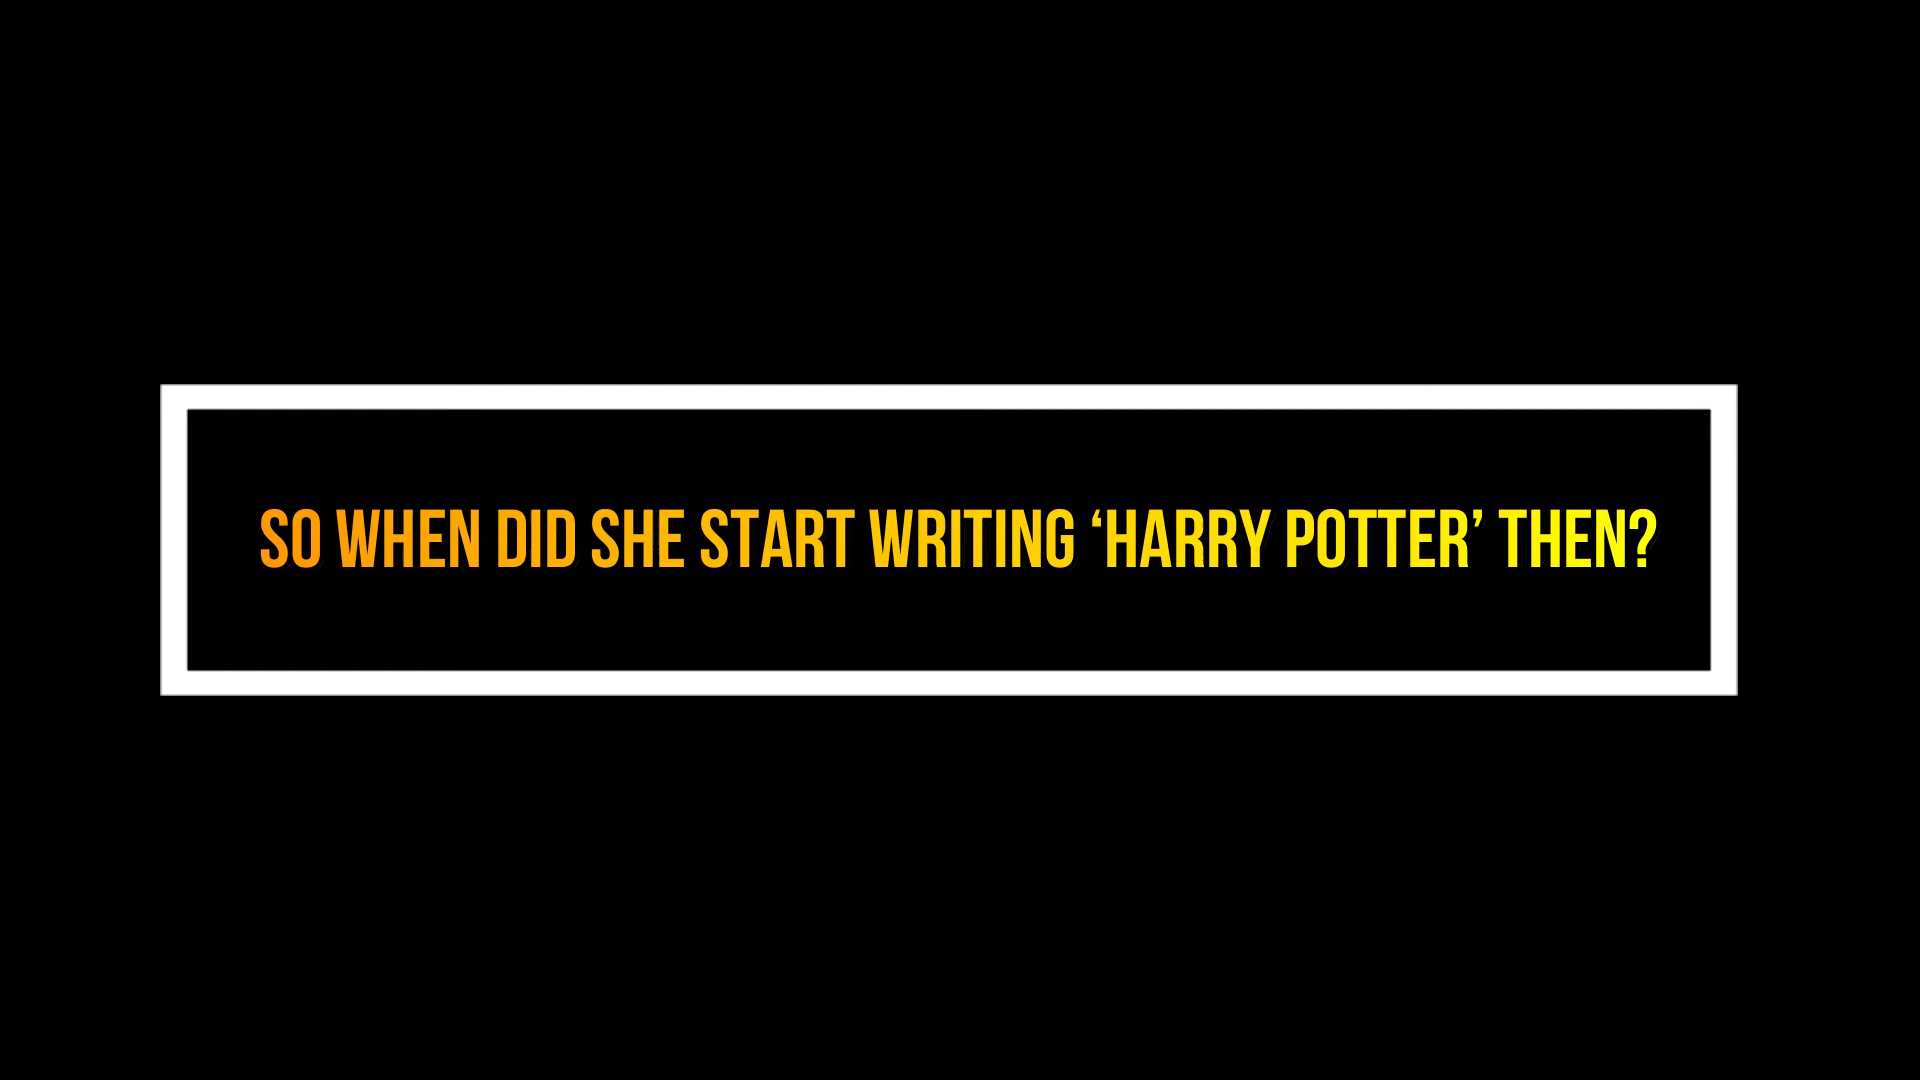 SO WHEN DID SHE START WRITING ‘HARRY POTTER’ THEN?